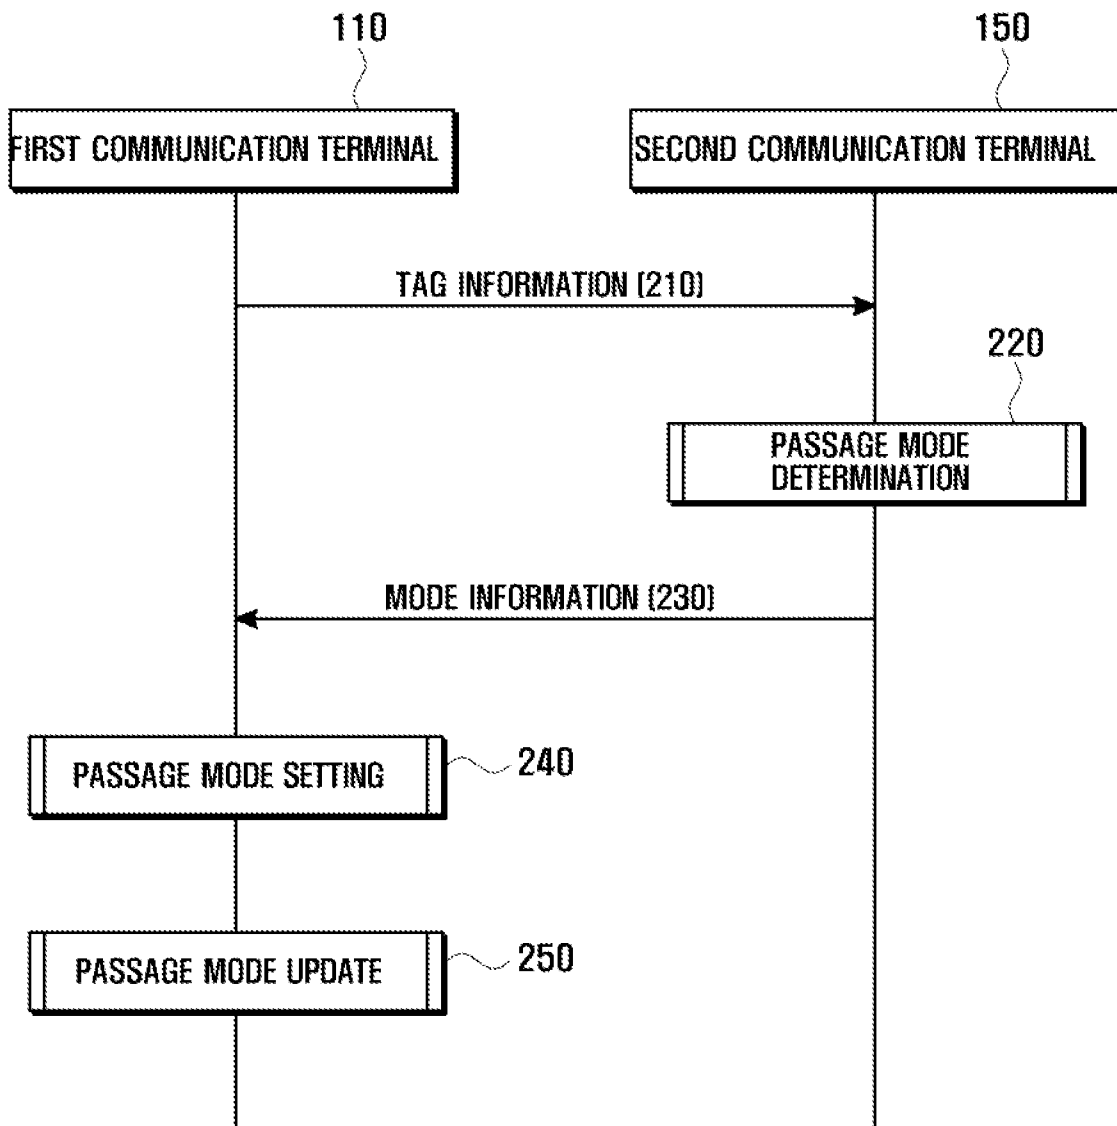 110
150
FIRST COMMUNICATION TERMINAL
SECOND COMMUNICATION TERMINAL
TAG INFORMATION (210)
220
PASSAGE MODE
DETERMINATION
MODE INFORMATION (230)
PASSAGE MODE SETTING
240
PASSAGE MODE UPDATE
250